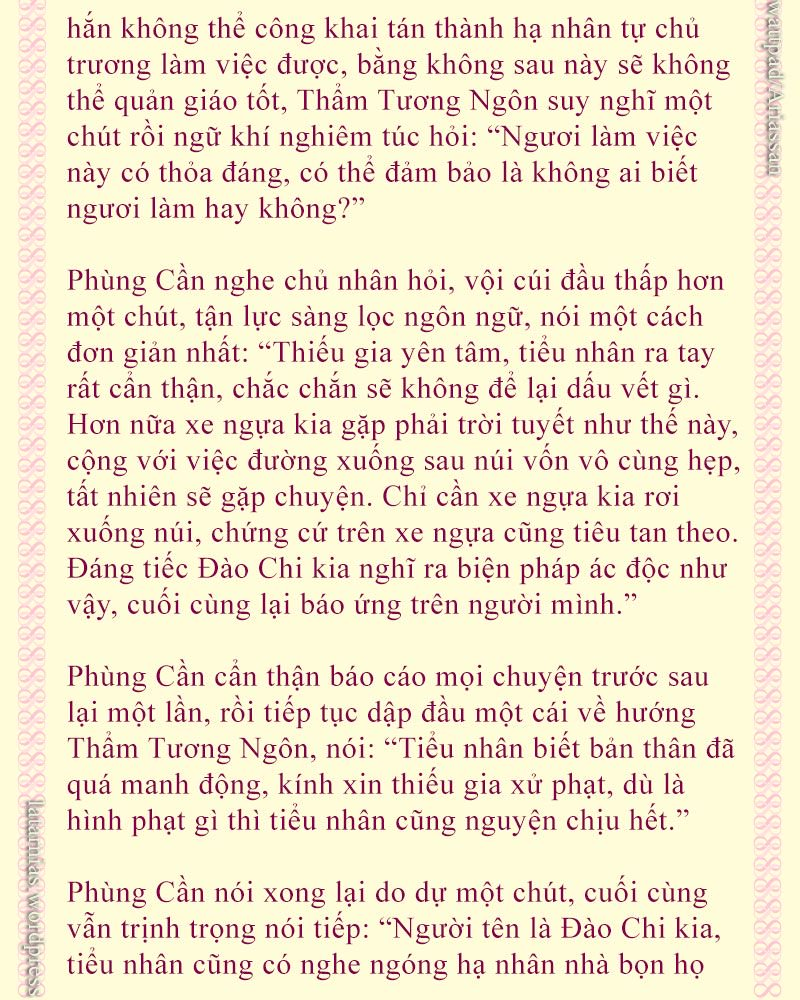 hắn không thể công khai tán thành hạ nhân tự chủ
trương làm việc được, bằng không sau này sẽ không
thể quản giáo tốt, Thẩm Tương Ngôn suy nghĩ một
chút rồi ngữ khí nghiêm túc hỏi: “Ngươi làm việc
này có thỏa đáng, có thể đảm bảo là không ai biết
ngươi làm hay không?”
Phùng Cần nghe chủ nhân hỏi, vội cúi đầu thấp hơn
một chút, tận lực sàng lọc ngôn ngữ, nói một cách
đơn giản nhất: “Thiếu gia yên tâm, tiểu nhân ra tay
rất cẩn thận, chắc chắn sẽ không để lại dấu vết gì.
Hơn nữa xe ngựa kia gặp phải trời tuyết như thế này,
cộng với việc đường xuống sau núi vốn vô cùng hẹp,
tất nhiên sẽ gặp chuyện. Chỉ cần xe ngựa kia rơi
xuống núi, chứng cứ trên xe ngựa cũng tiêu tan theo.
Đáng tiếc Đào Chi kia nghĩ ra biện pháp ác độc như
vậy, cuối cùng lại báo ứng trên người mình.”
Phùng Cần cẩn thận báo cáo mọi chuyện trước sau
lại một lần, rồi tiếp tục dập đầu một cái về hướng
Thẩm Tương Ngôn, nói: “Tiểu nhân biết bản thân đã
quá manh động, kính xin thiếu gia xử phạt, dù là
hình phạt gì thì tiểu nhân cũng nguyện chịu hết.”
Phùng Cần nói xong lại do dự một chút, cuối cùng
vẫn trịnh trọng nói tiếp: “Người tên là Đào Chi kia,
tiểu nhân cũng có nghe ngóng hạ nhân nhà bọn họ
wattpad/Ariassan